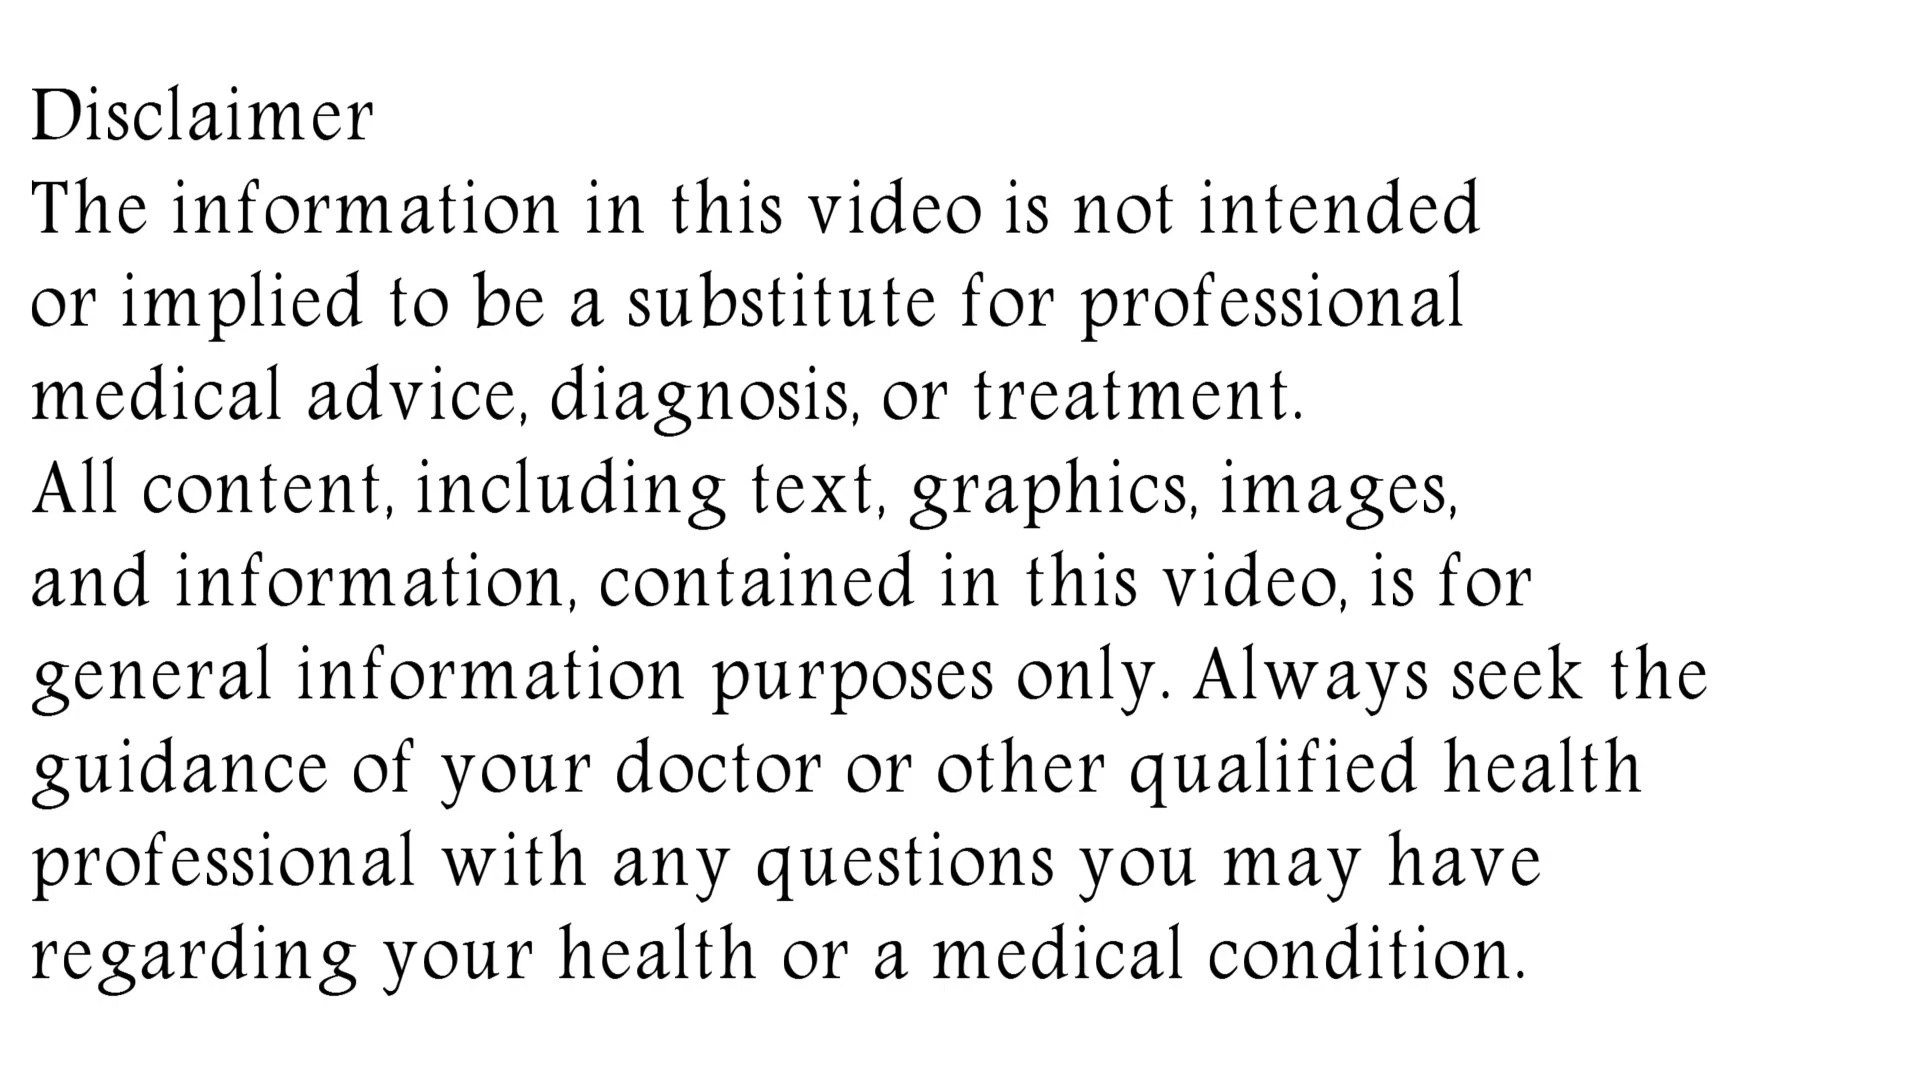 Disclaimer
The information in this video is not intended
or implied to be a substitute for professional
medical advice, diagnosis, or treatment.
All content, including text, graphics, images,
and information, contained in this video, is for
general information purposes only. Always seek the
guidance of your doctor or other qualified health
professional with any questions you may have
regarding your health or a medical condition.